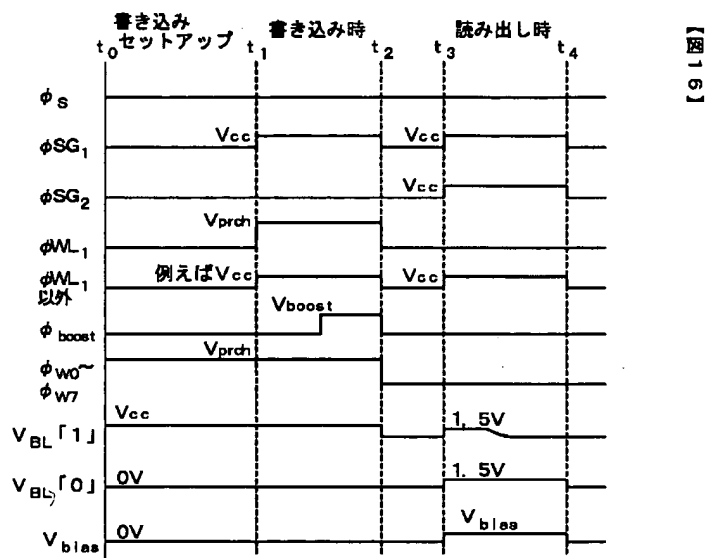 【図16】
書き込み
セットアップ 書き込み時 読み出し時
t0 t1 t2 t3 t4
φS
φSG1 Vcc Vcc
φSG2 Vcc
φWL1 Vprch
φWL1 例えばVcc Vcc
以外
φboost Vboost
φW0~ Vprch
φW7
VBL「1」 Vcc 1,5V
VBL「0」 0V 1.5V
Vbias 0V Vbias